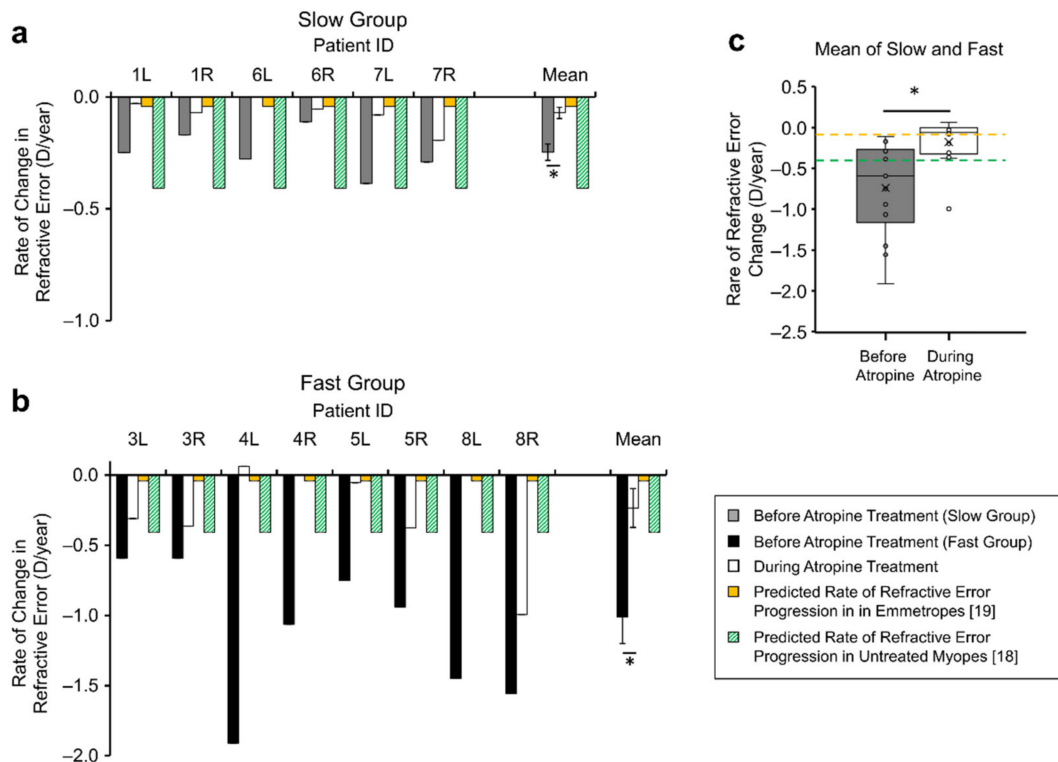 a
Slow Group
Patient ID
1L 1R 6L 6R 7L 7R Mean
0.0
–0.5
–1.0
Rate of Change in
Refractive Error (D/year)
*
b
Fast Group
Patient ID
3L 3R 4L 4R 5L 5R 8L 8R Mean
0.0
–0.5
–1.0
–1.5
–2.0
Rate of Change in
Refractive Error (D/year)
*
c
Mean of Slow and Fast
*
0.5
0.0
–0.5
–1.0
–1.5
–2.0
–2.5
Rare of Refractive Error
Change (D/year)
Before
Atropine
During
Atropine
Before Atropine Treatment (Slow Group)
Before Atropine Treatment (Fast Group)
During Atropine Treatment
Predicted Rate of Refractive Error
Progression in in Emmetropes [19]
Predicted Rate of Refractive Error
Progression in Untreated Myopes [18]